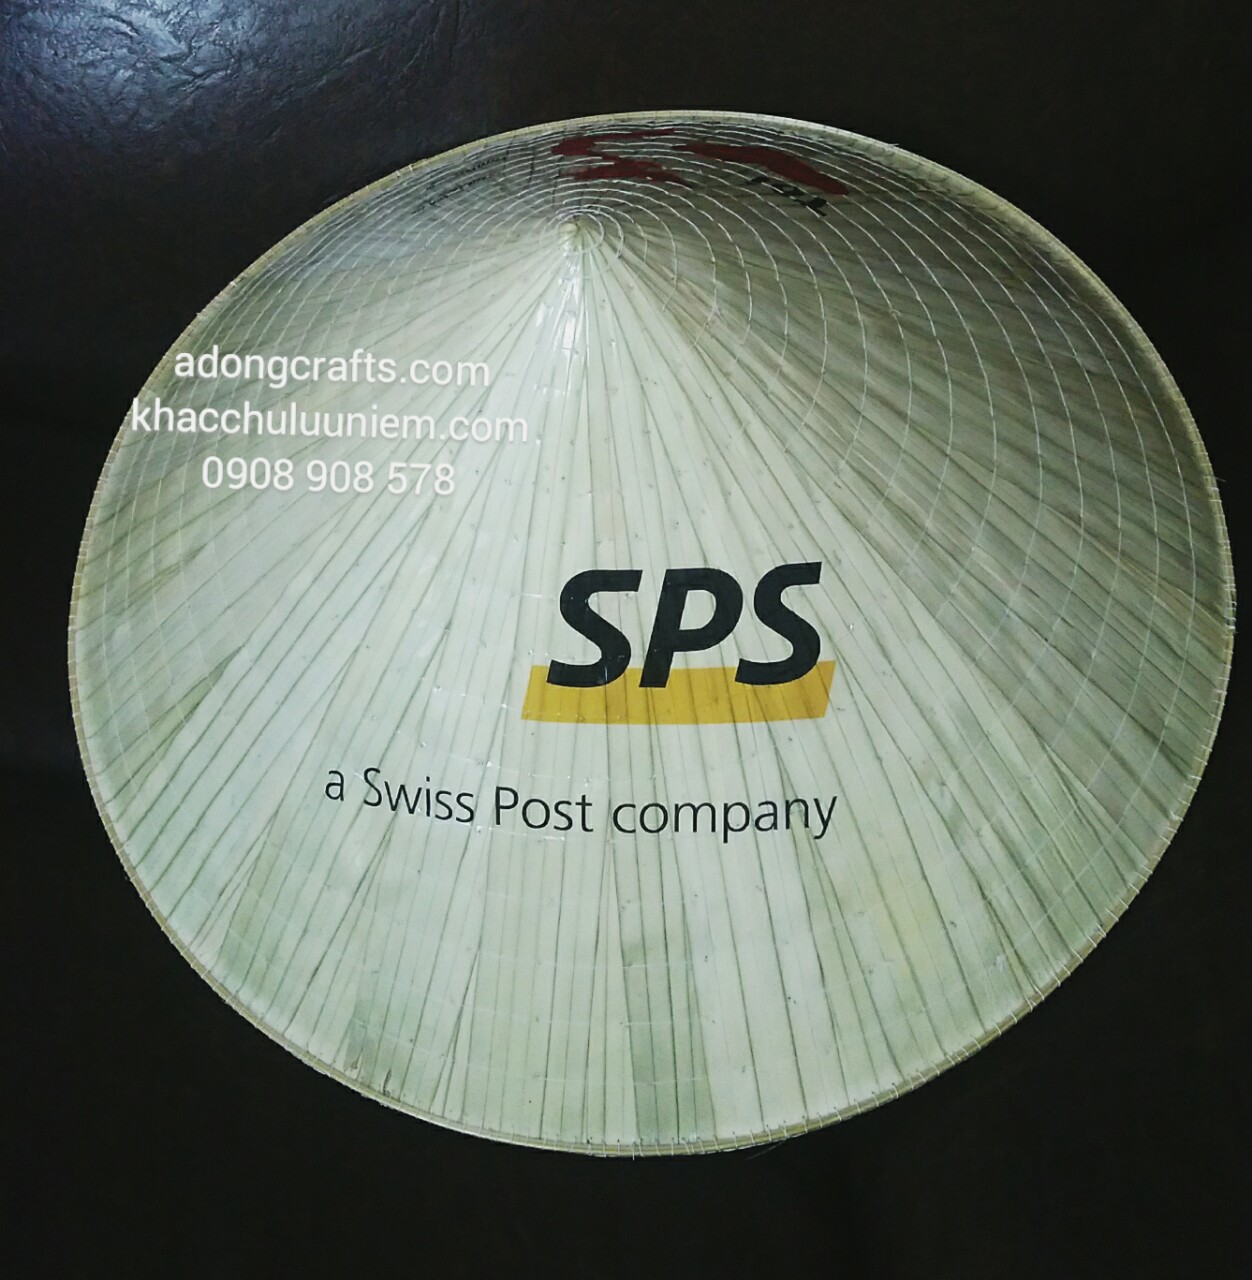 adongcrafts.com
khacchuluuniem.com
0908 908 578
SPS
a Swiss Post company